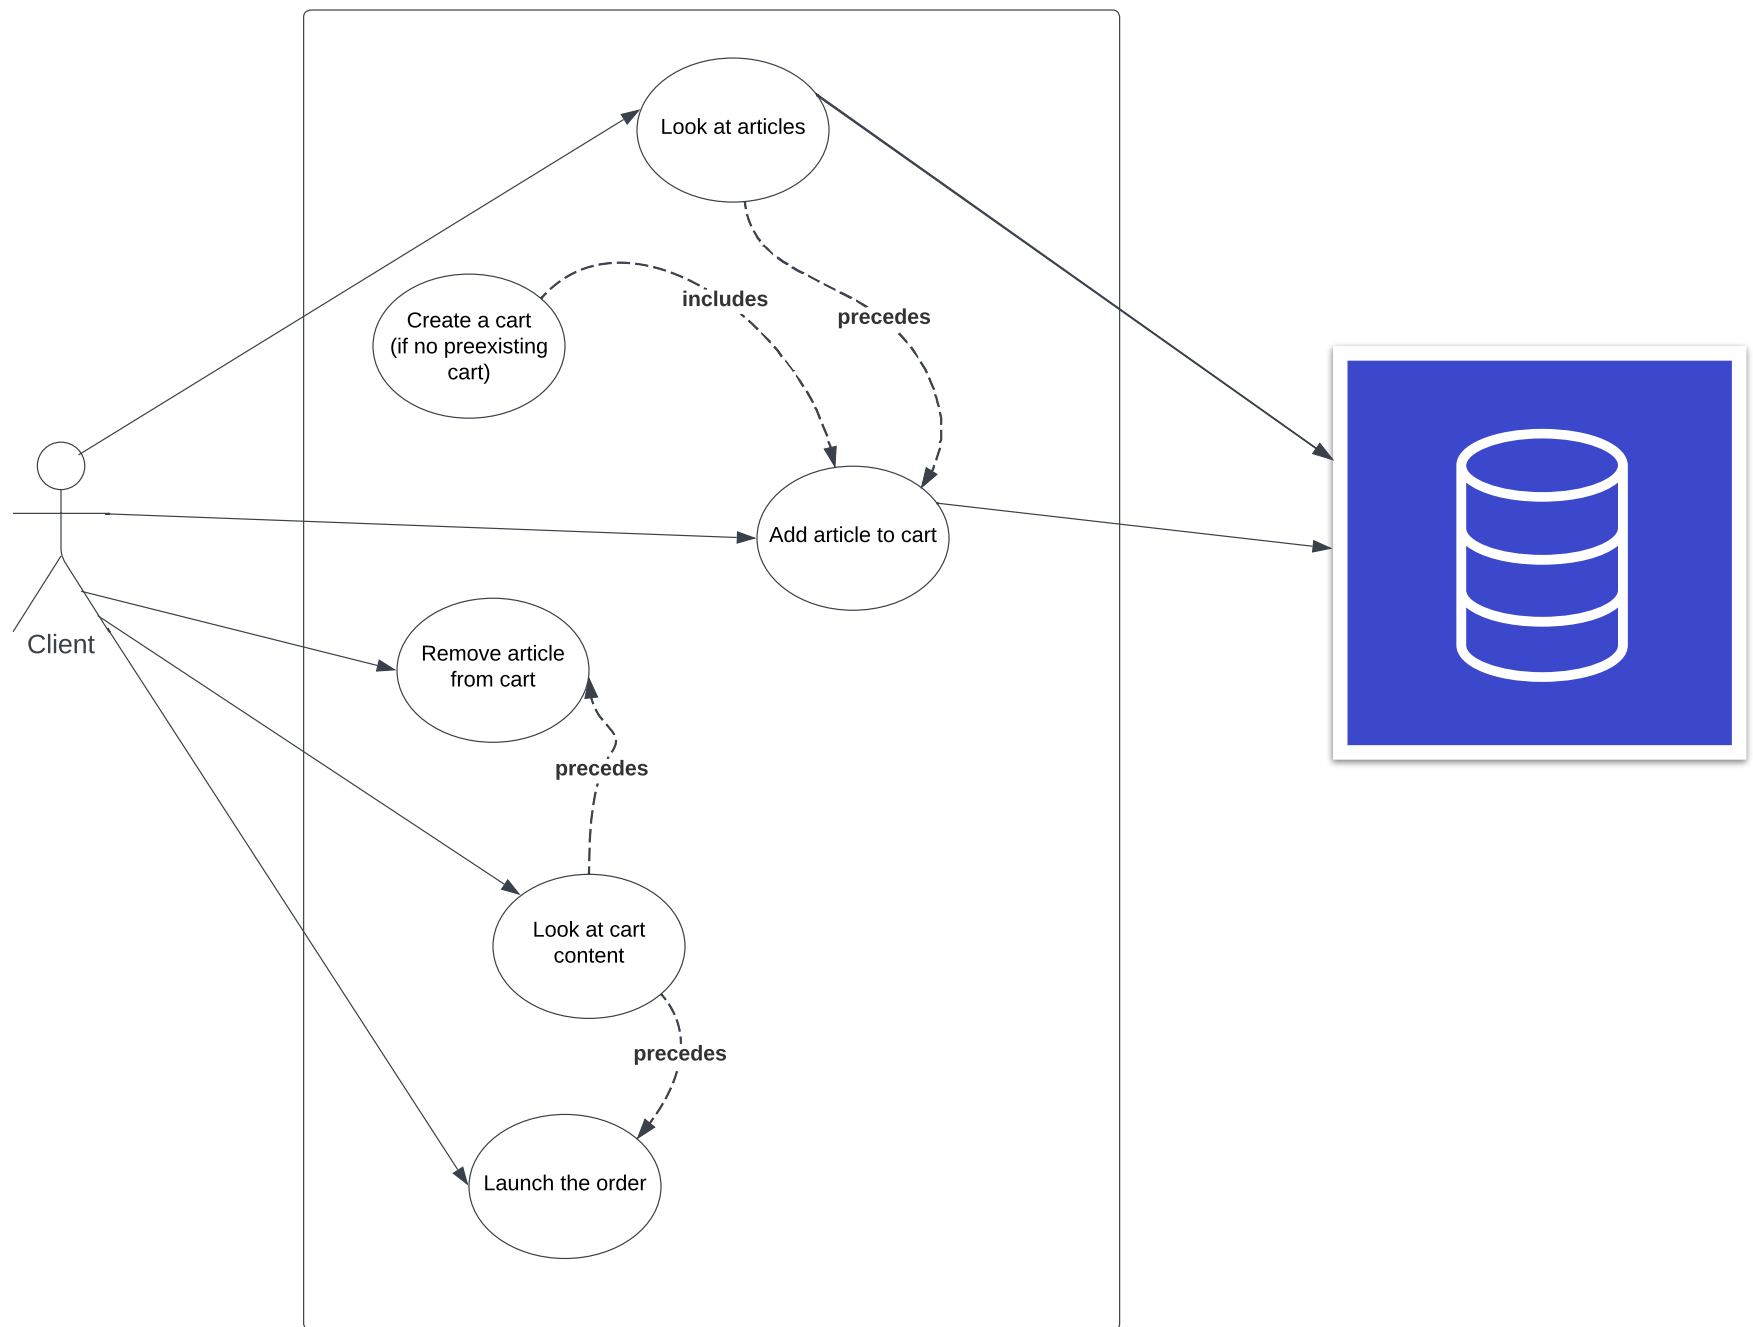 Look at articles
includes
precedes
Create a cart
(if no preexisting
cart)
Add article to cart
Client
Remove article
from cart
precedes
Look at cart
content
precedes
Launch the order